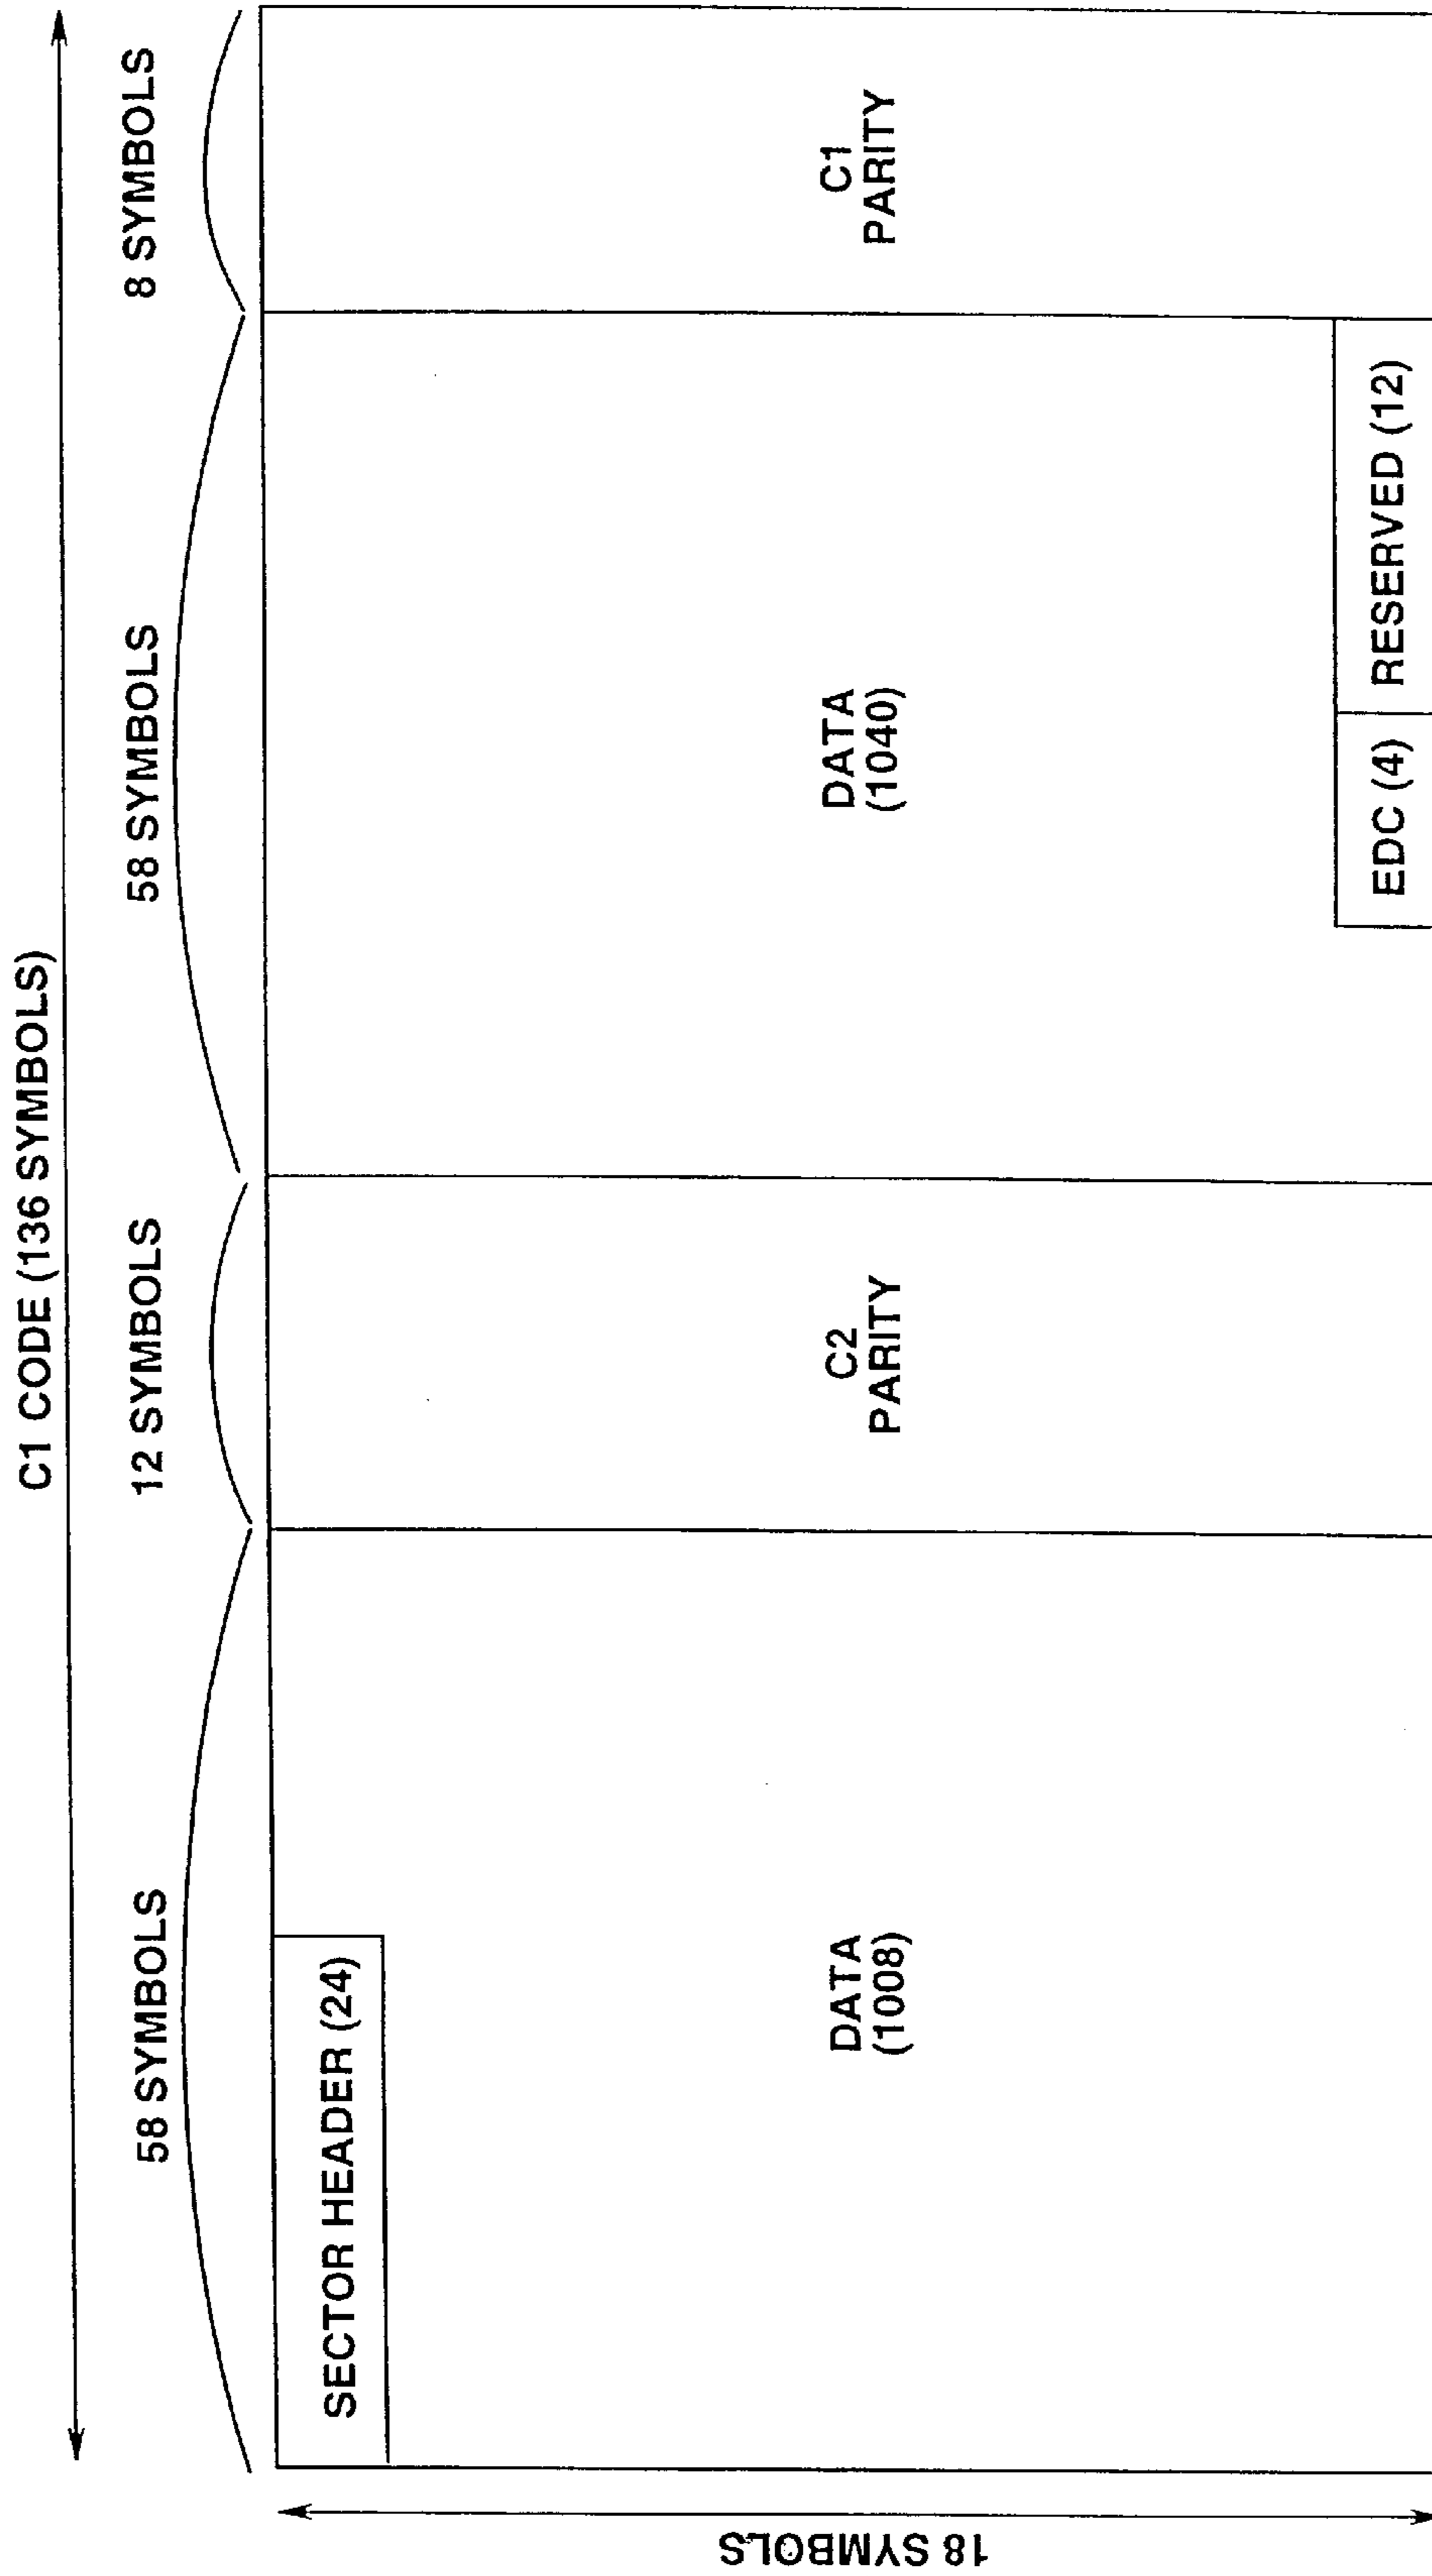 C1 CODE (136 SYMBOLS)
58 SYMBOLS
12 SYMBOLS
58 SYMBOLS
8 SYMBOLS
18 SYMBOLS
SECTOR HEADER (24)
DATA
(1008)
C2
PARITY
DATA
(1040)
C1
PARITY
EDC (4)
RESERVED (12)